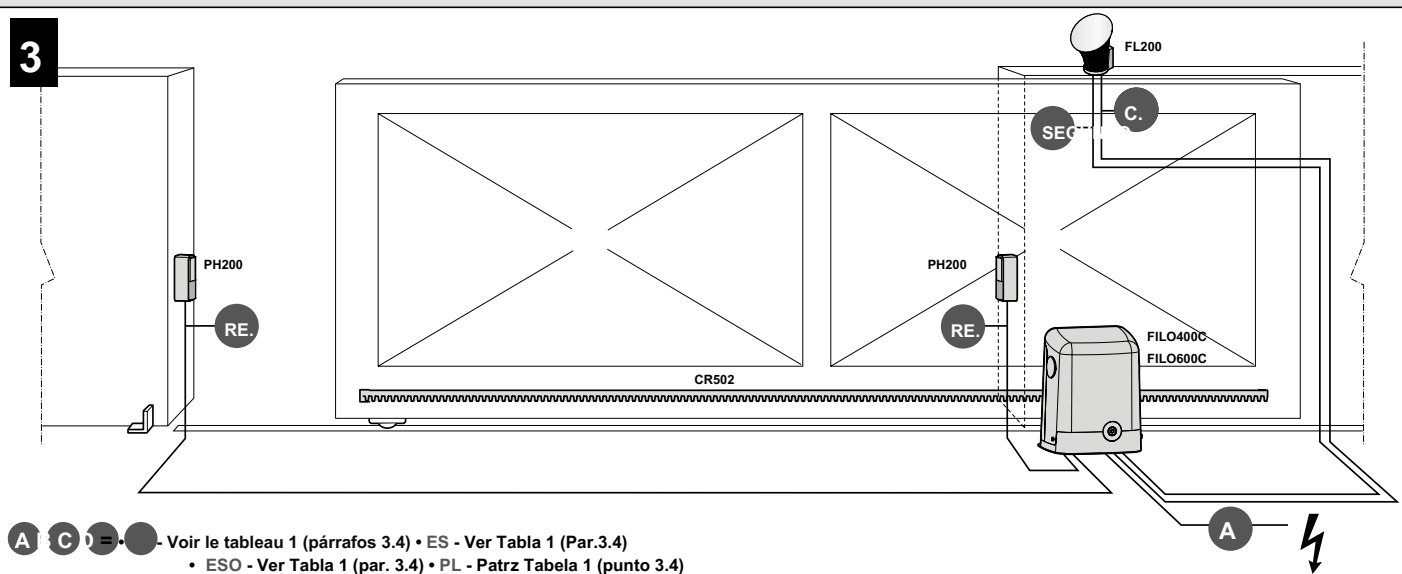 3
FL200
C.
PH200
PH200
RE.
RE.
FILO400C
FILO600C
CR502
A
A B C D = • - Voir le tableau 1 (párrafos 3.4) • ES - Ver Tabla 1 (Par.3.4)
• ESO - Ver Tabla 1 (par. 3.4) • PL - Patrz Tabela 1 (punto 3.4)